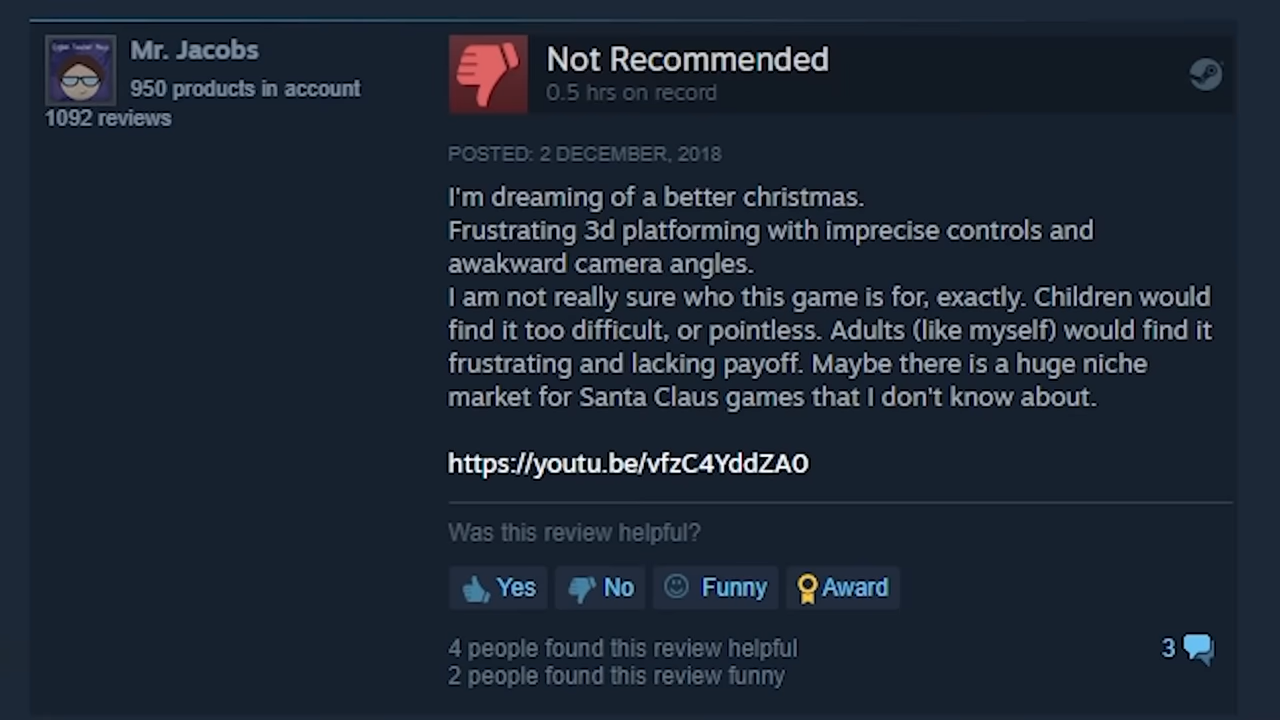 Mr. Jacobs
950 products in account
1092 reviews
Not Recommended
0.5 hrs on record
POSTED: 2 DECEMBER, 2018
I'm dreaming of a better christmas.
Frustrating 3d platforming with imprecise controls and
awakward camera angles.
I am not really sure who this game is for, exactly. Children would
find it too difficult, or pointless. Adults (like myself) would find it
frustrating and lacking payoff. Maybe there is a huge niche
market for Santa Claus games that I don't know about.
https://youtu.be/vfzC4YddZA0
Was this review helpful?
Yes No Funny Award
4 people found this review helpful
3
2 people found this review funny